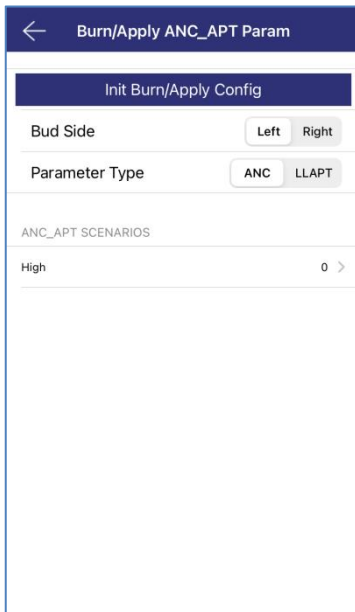 Burn/Apply ANC_APT Param
Init Burn/Apply Config
Bud Side Left Right
Parameter Type ANC LLAPT
ANC_APT SCENARIOS
High 0